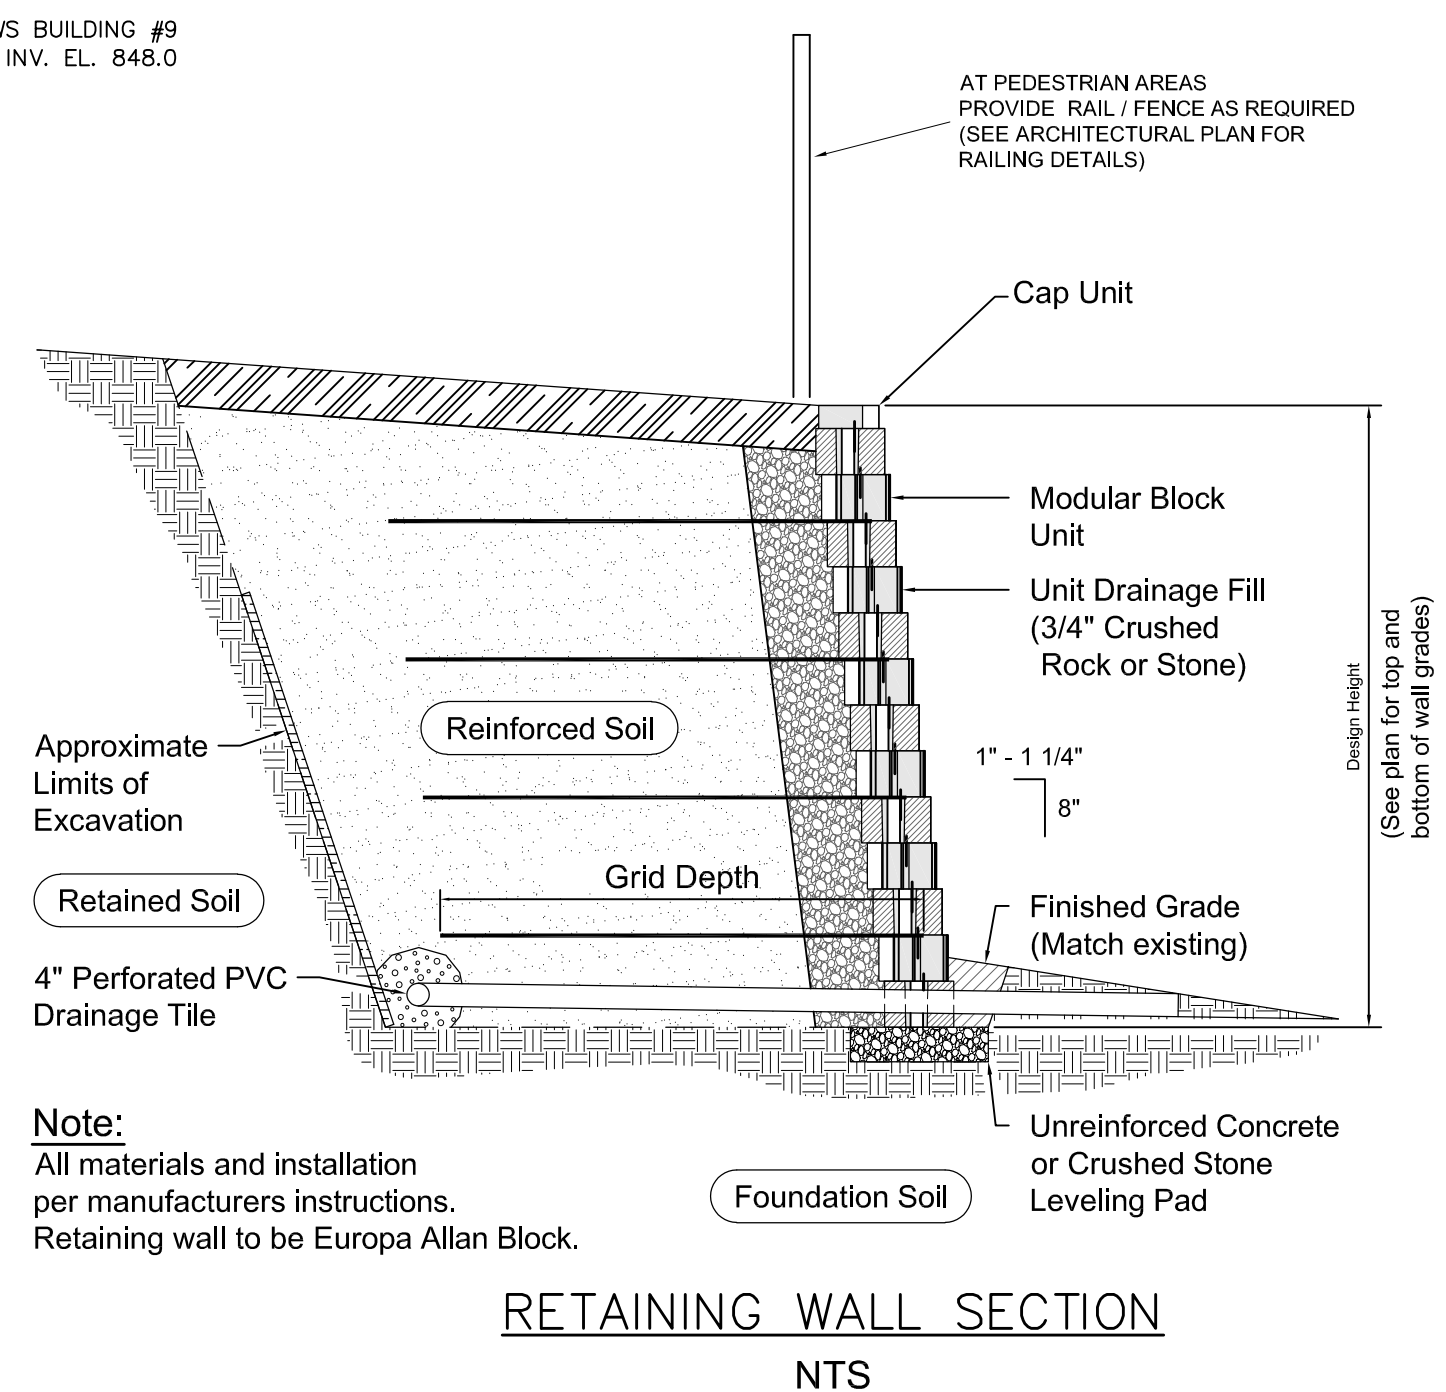 WS BUILDING #9
INV. EL. 848.0
AT PEDESTRIAN AREAS
PROVIDE RAIL / FENCE AS REQUIRED
(SEE ARCHITECTURAL PLAN FOR
RAILING DETAILS)
Cap Unit
Modular Block
Unit
Unit Drainage Fill
(3/4" Crushed
Rock or Stone)
Design Height
(See plan for top and
bottom of wall grades)
Reinforced Soil
Approximate
Limits of
Excavation
1" - 1 1/4"
8"
Grid Depth
Retained Soil
Finished Grade
(Match existing)
4" Perforated PVC
Drainage Tile
Note:
All materials and installation
per manufacturers instructions.
Retaining wall to be Europa Allan Block.
Unreinforced Concrete
or Crushed Stone
Leveling Pad
Foundation Soil
RETAINING WALL SECTION
NTS